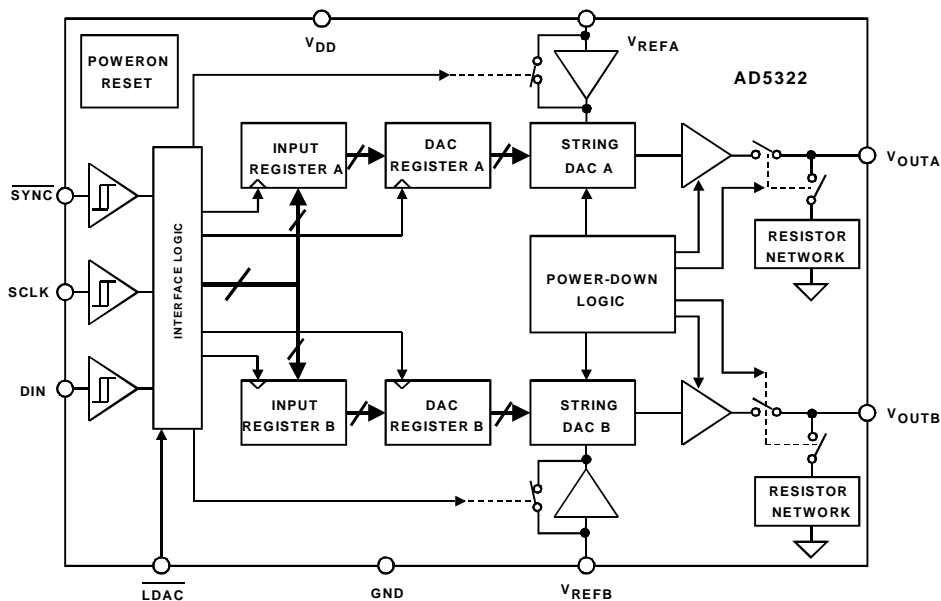 V_DD
V_REFA
POWERON
RESET
AD5322
INPUT
REGISTER A
DAC
REGISTER A
STRING
DAC A
V_OUTA
SYNC
INTERFACE LOGIC
RESISTOR
NETWORK
SCLK
POWER-DOWN
LOGIC
DIN
INPUT
REGISTER B
DAC
REGISTER B
STRING
DAC B
V_OUTB
RESISTOR
NETWORK
LDAC
GND
V_REFB